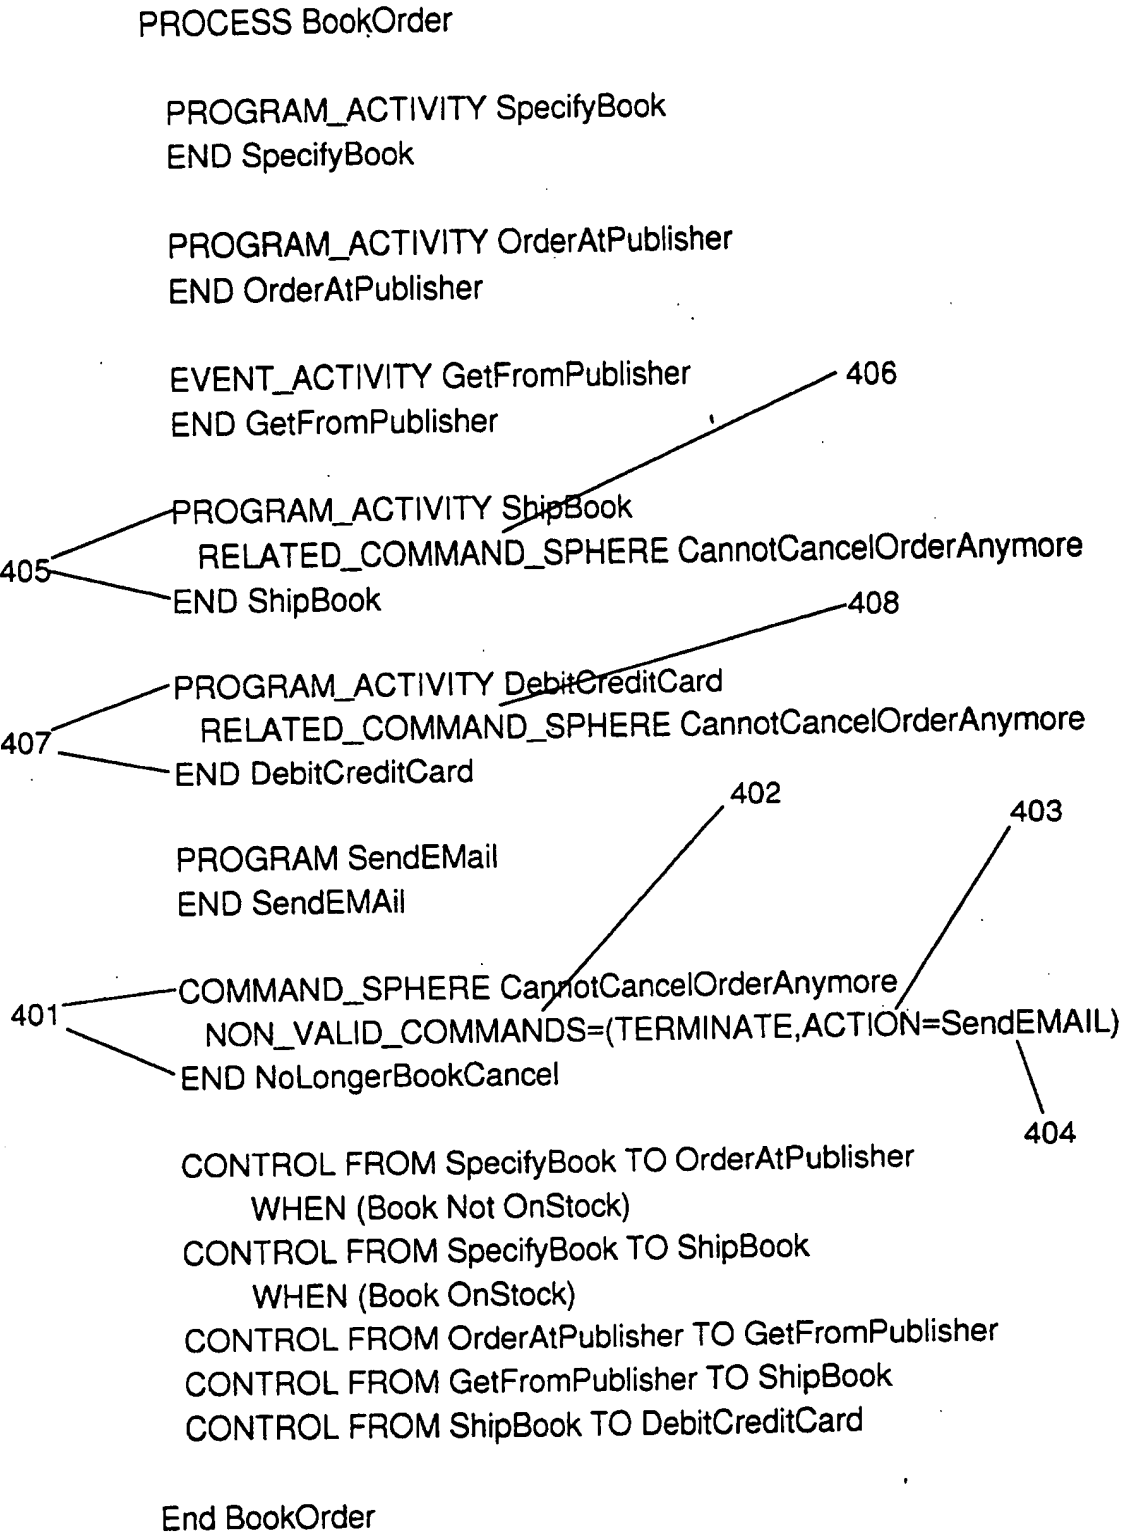 PROCESS BookOrder
PROGRAM_ACTIVITY SpecifyBook
END SpecifyBook
PROGRAM_ACTIVITY OrderAtPublisher
END OrderAtPublisher
EVENT_ACTIVITY GetFromPublisher
406
END GetFromPublisher
PROGRAM_ACTIVITY ShipBook
RELATED_COMMAND_SPHERE CannotCancelOrderAnymore
405
END ShipBook
408
PROGRAM_ACTIVITY DebitCreditCard
RELATED_COMMAND_SPHERE CannotCancelOrderAnymore
407
END DebitCreditCard
402
403
PROGRAM SendEMail
END SendEMAil
COMMAND_SPHERE CannotCancelOrderAnymore
401
NON_VALID_COMMANDS=(TERMINATE,ACTION=SendEMAIL)
END NoLongerBookCancel
404
CONTROL FROM SpecifyBook TO OrderAtPublisher
WHEN (Book Not OnStock)
CONTROL FROM SpecifyBook TO ShipBook
WHEN (Book OnStock)
CONTROL FROM OrderAtPublisher TO GetFromPublisher
CONTROL FROM GetFromPublisher TO ShipBook
CONTROL FROM ShipBook TO DebitCreditCard
End BookOrder